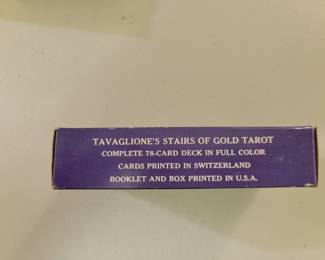 TAVAGLIONE'S STAIRS OF GOLD TAROT
COMPLETE 78-CARD DECK IN FULL COLOR
CARDS PRINTED IN SWITZERLAND
BOOKLET AND BOX PRINTED IN U.S.A.